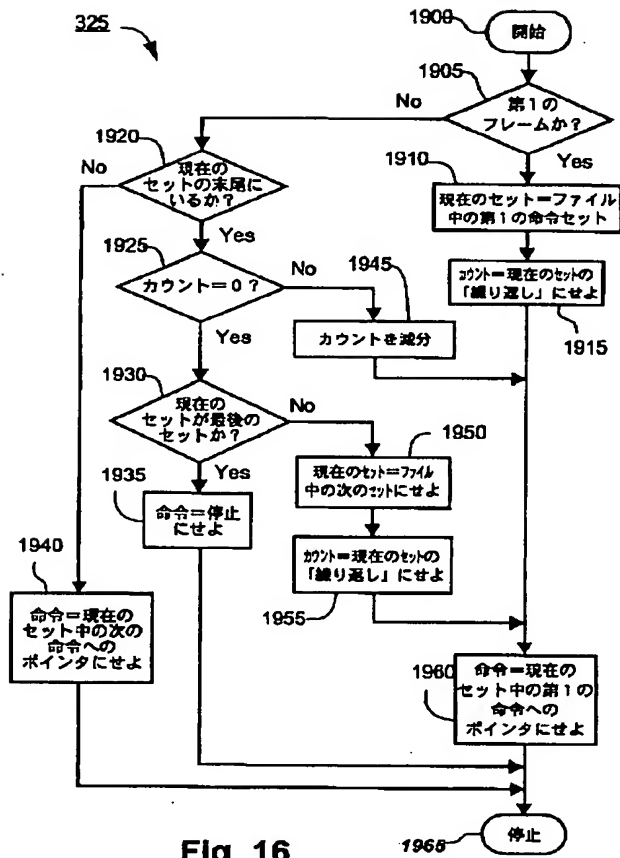 325
1900
開始
1905
第1の
フレームか?
No
Yes
1920
現在の
セットの末尾に
いるか?
No
Yes
1910
現在のセット=ファイル
中の第1の命令セット
1925
カウント=0?
No
Yes
1945
カウントを減分
カウント=現在のセットの
「繰り返し」にせよ
1915
1930
現在の
セットが最後の
セットか?
No
Yes
1950
現在のセット=ファイル
中の次のセットにせよ
1935
命令=停止
にせよ
カウント=現在のセットの
「繰り返し」にせよ
1955
1940
命令=現在の
セット中の次の
命令への
ポインタにせよ
1960
命令=現在の
セット中の第1の
命令への
ポインタにせよ
停止
1965
Fig. 16